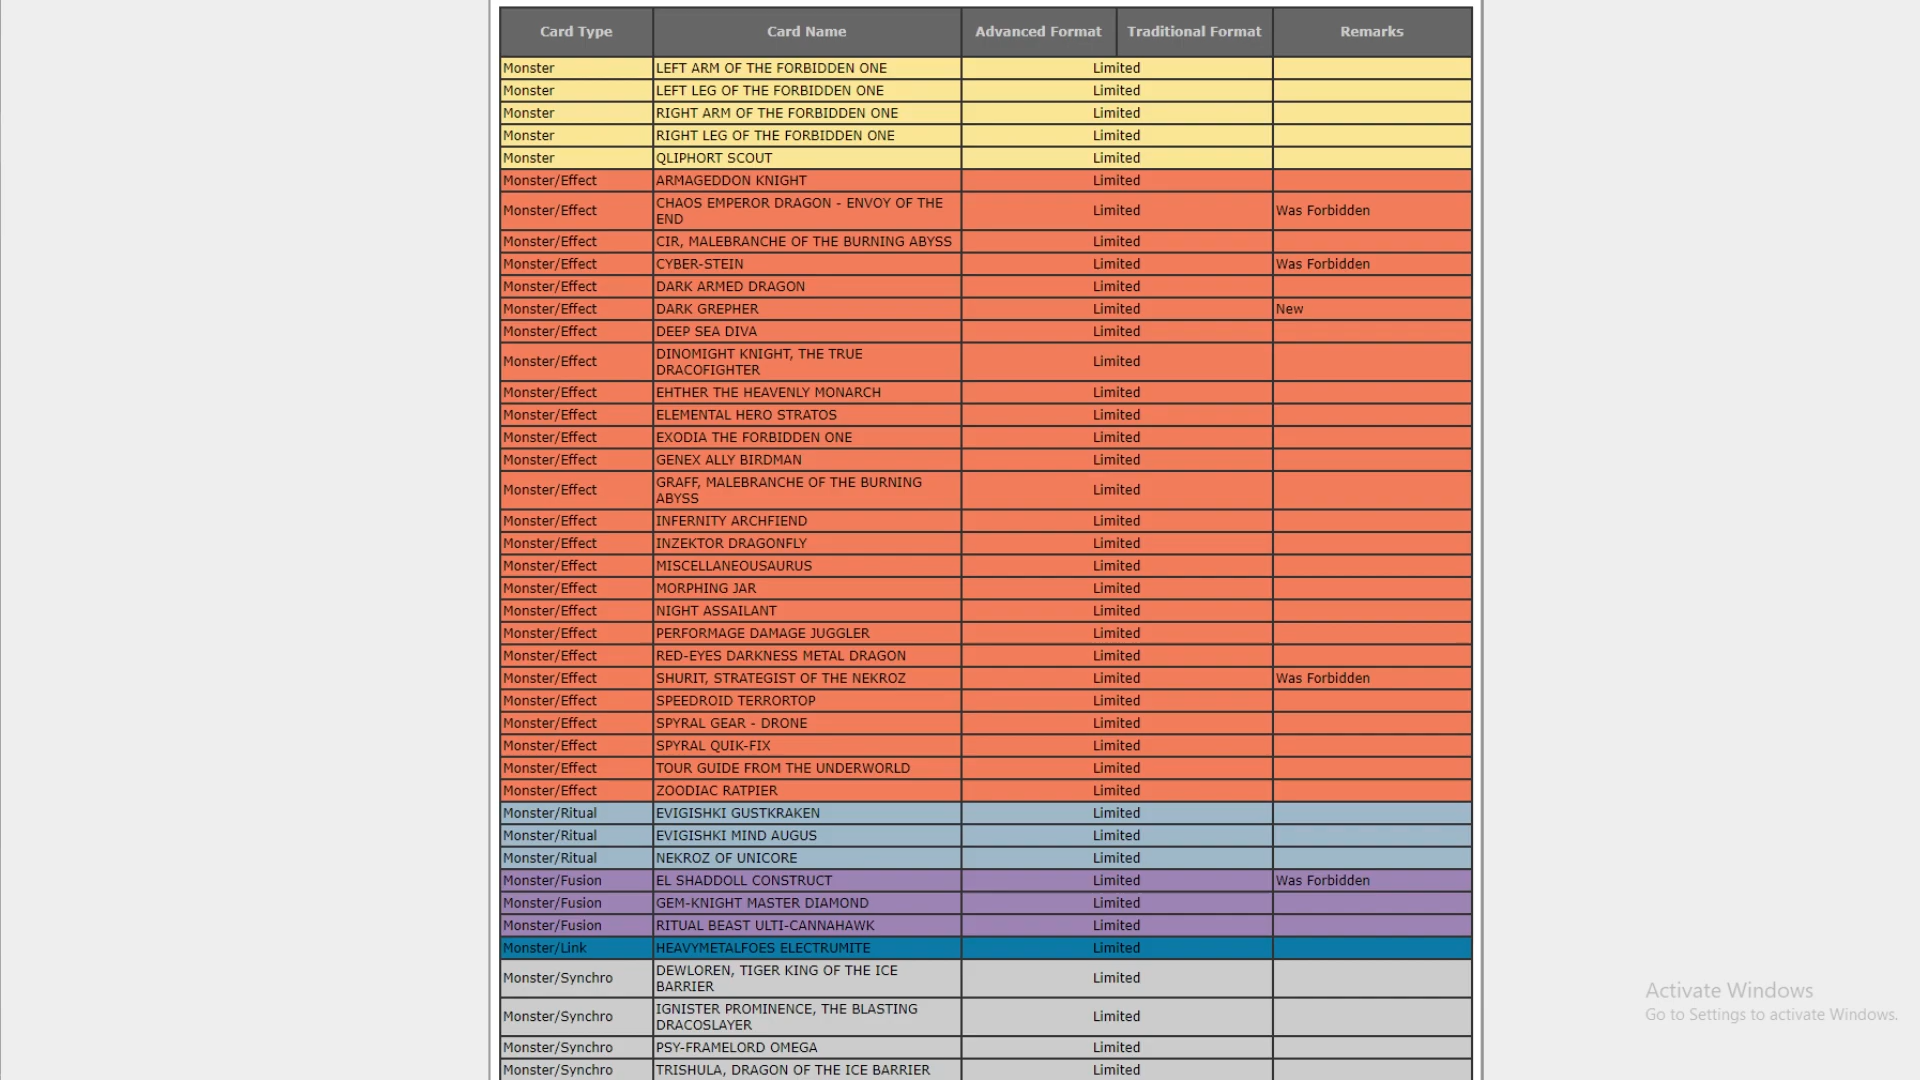 Card Type Card Name Advanced Format Traditional Format Remarks
Monster LEFT ARM OF THE FORBIDDEN ONE Limited
Monster LEFT LEG OF THE FORBIDDEN ONE Limited
Monster RIGHT ARM OF THE FORBIDDEN ONE Limited
Monster RIGHT LEG OF THE FORBIDDEN ONE Limited
Monster QLIPHORT SCOUT Limited
Monster/Effect ARMAGEDDON KNIGHT Limited
Monster/Effect CHAOS EMPEROR DRAGON - ENVOY OF THE
END Limited Was Forbidden
Monster/Effect CIR, MALEBRANCHE OF THE BURNING ABYSS Limited
Monster/Effect CYBER-STEIN Limited Was Forbidden
Monster/Effect DARK ARMED DRAGON Limited
Monster/Effect DARK GREPHER Limited New
Monster/Effect DEEP SEA DIVA Limited
Monster/Effect DINOMIGHT KNIGHT, THE TRUE
DRACOFIGHTER Limited
Monster/Effect EHTHER THE HEAVENLY MONARCH Limited
Monster/Effect ELEMENTAL HERO STRATOS Limited
Monster/Effect EXODIA THE FORBIDDEN ONE Limited
Monster/Effect GENEX ALLY BIRDMAN Limited
Monster/Effect GRAFF, MALEBRANCHE OF THE BURNING
ABYSS Limited
Monster/Effect INFERNITY ARCHFIEND Limited
Monster/Effect INZEKTOR DRAGONFLY Limited
Monster/Effect MISCELLANEOUSAURUS Limited
Monster/Effect MORPHING JAR Limited
Monster/Effect NIGHT ASSAILANT Limited
Monster/Effect PERFORMAGE DAMAGE JUGGLER Limited
Monster/Effect RED-EYES DARKNESS METAL DRAGON Limited
Monster/Effect SHURIT, STRATEGIST OF THE NEKROZ Limited Was Forbidden
Monster/Effect SPEEDROID TERRORTOP Limited
Monster/Effect SPYRAL GEAR - DRONE Limited
Monster/Effect SPYRAL QUIK-FIX Limited
Monster/Effect TOUR GUIDE FROM THE UNDERWORLD Limited
Monster/Effect ZOODIAC RATPIER Limited
Monster/Ritual EVIGISHKI GUSTKRAKEN Limited
Monster/Ritual EVIGISHKI MIND AUGUS Limited
Monster/Ritual NEKROZ OF UNICORE Limited
Monster/Fusion EL SHADDOLL CONSTRUCT Limited Was Forbidden
Monster/Fusion GEM-KNIGHT MASTER DIAMOND Limited
Monster/Fusion RITUAL BEAST ULTI-CANNAHAWK Limited
Monster/Link HEAVYMETALFOES ELECTRUMITE Limited
Monster/Synchro DEWLOREN, TIGER KING OF THE ICE
BARRIER Limited
Monster/Synchro IGNISTER PROMINENCE, THE BLASTING
DRACOSLAYER Limited
Monster/Synchro PSY-FRAMELORD OMEGA Limited
Monster/Synchro TRISHULA, DRAGON OF THE ICE BARRIER Limited
Activate Windows
Go to Settings to activate Windows.